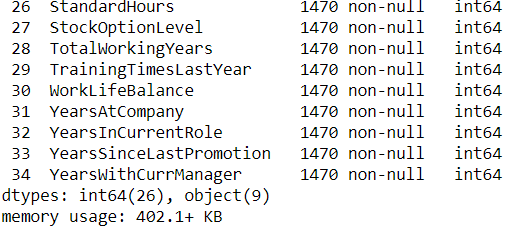 26  StandardHours            1470 non-null   int64
27  StockOptionLevel         1470 non-null   int64
28  TotalWorkingYears        1470 non-null   int64
29  TrainingTimesLastYear    1470 non-null   int64
30  WorkLifeBalance          1470 non-null   int64
31  YearsAtCompany           1470 non-null   int64
32  YearsInCurrentRole       1470 non-null   int64
33  YearsSinceLastPromotion  1470 non-null   int64
34  YearsWithCurrManager     1470 non-null   int64
dtypes: int64(26), object(9)
memory usage: 402.1+ KB